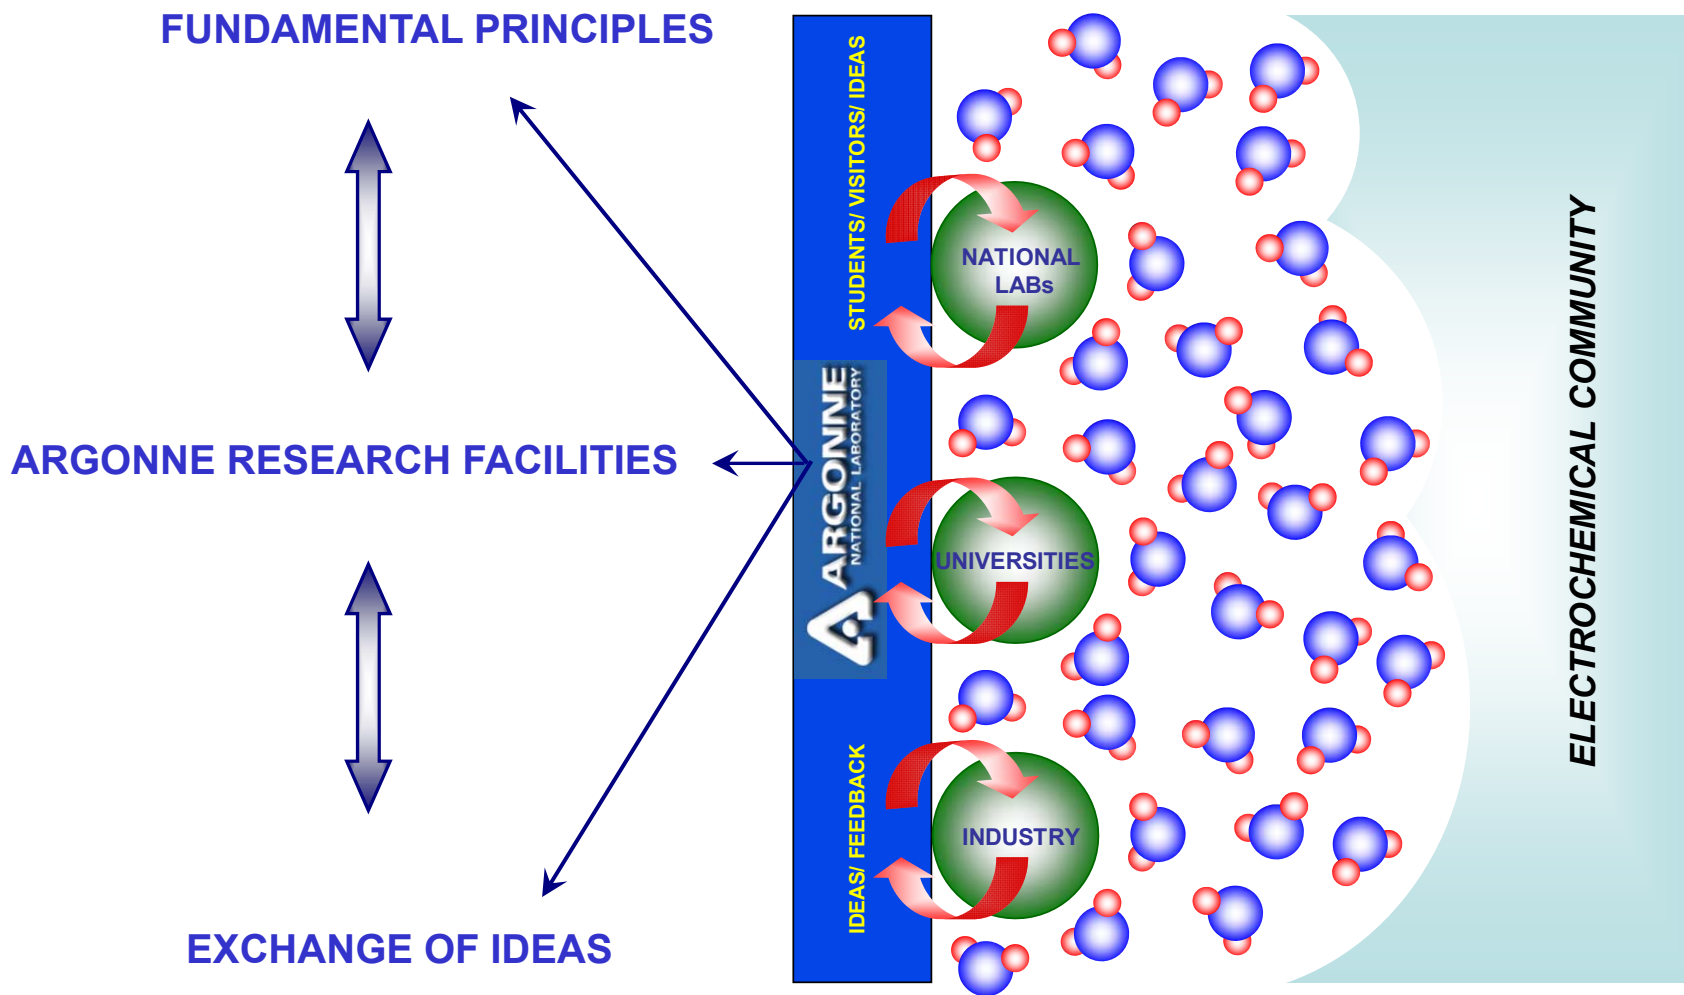 FUNDAMENTAL PRINCIPLES
ARGONNE RESEARCH FACILITIES
EXCHANGE OF IDEAS
STUDENTS/ VISITORS/ IDEAS
ARGONNE
NATIONAL LABORATORY
IDEAS/ FEEDBACK
NATIONAL
LABs
UNIVERSITIES
INDUSTRY
ELECTROCHEMICAL COMMUNITY